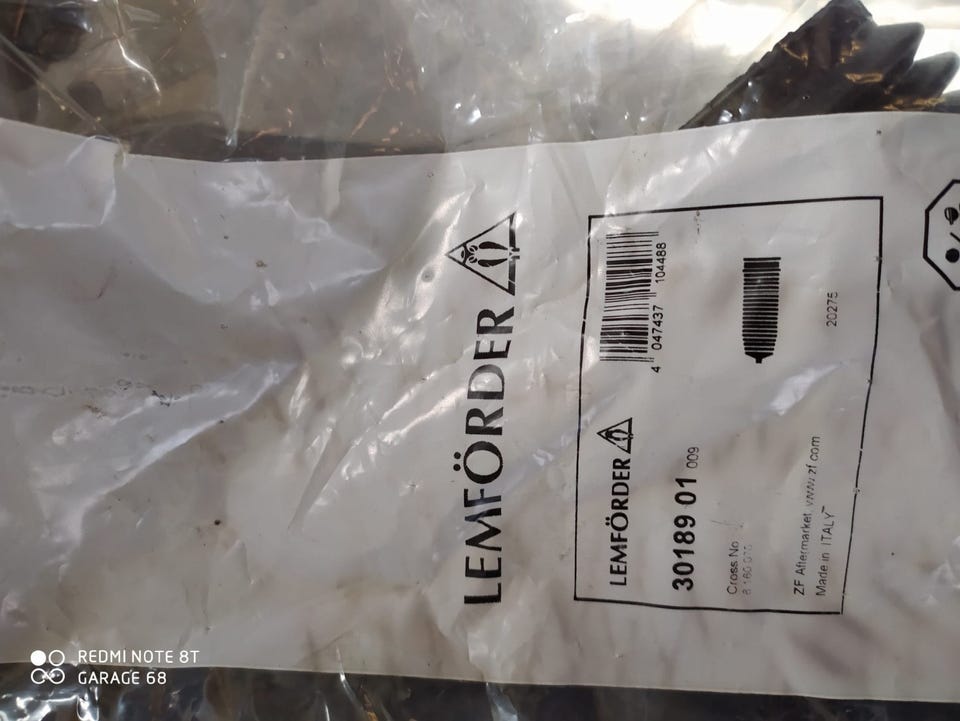 LEMFÖRDER
LEMFÖRDER
30189 01 009
Cross No.
ZF Aftermarket, www.zf.com
Made in ITALY
4 047437 104488
20275
REDMI NOTE 8T
GARAGE 68